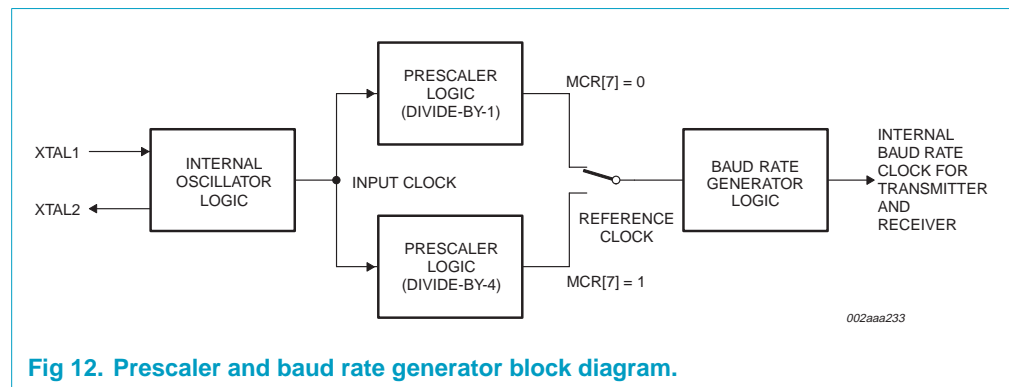 XTAL1
XTAL2
INTERNAL
OSCILLATOR
LOGIC
INPUT CLOCK
PRESCALER
LOGIC
(DIVIDE-BY-1)
PRESCALER
LOGIC
(DIVIDE-BY-4)
MCR[7] = 0
MCR[7] = 1
REFERENCE
CLOCK
BAUD RATE
GENERATOR
LOGIC
INTERNAL
BAUD RATE
CLOCK FOR
TRANSMITTER
AND
RECEIVER
002aaa233
Fig 12. Prescaler and baud rate generator block diagram.